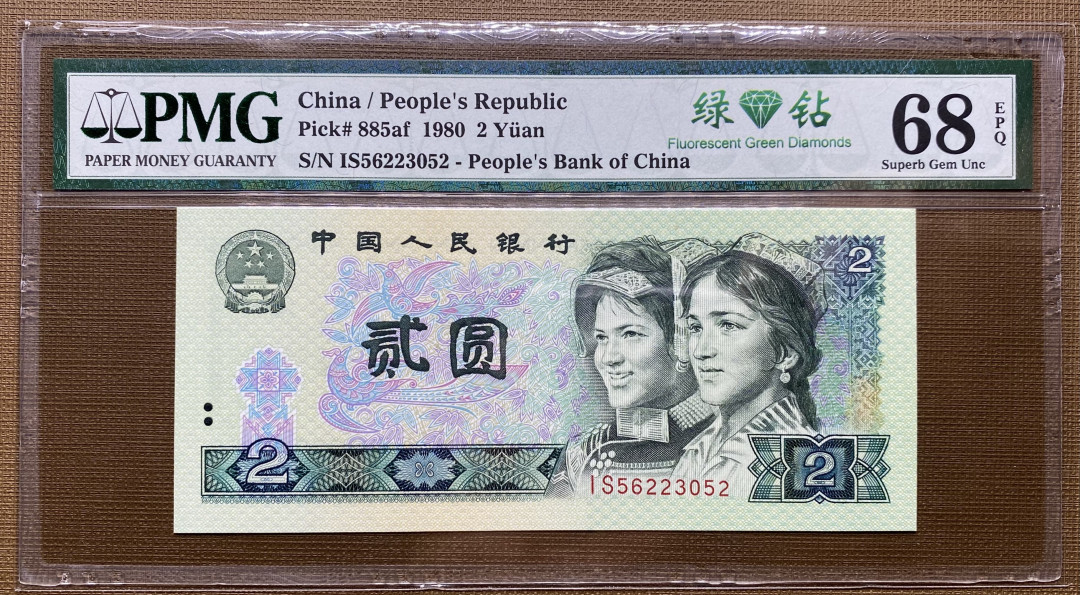 PMG
PAPER MONEY GUARANTY
China / People's Republic
Pick# 885af 1980 2 Yüan
S/N IS56223052 - People's Bank of China
绿 钻
Fluorescent Green Diamonds
68
EPQ
Superb Gem Unc
中国人民银行
2
贰圆
2
2
IS56223052